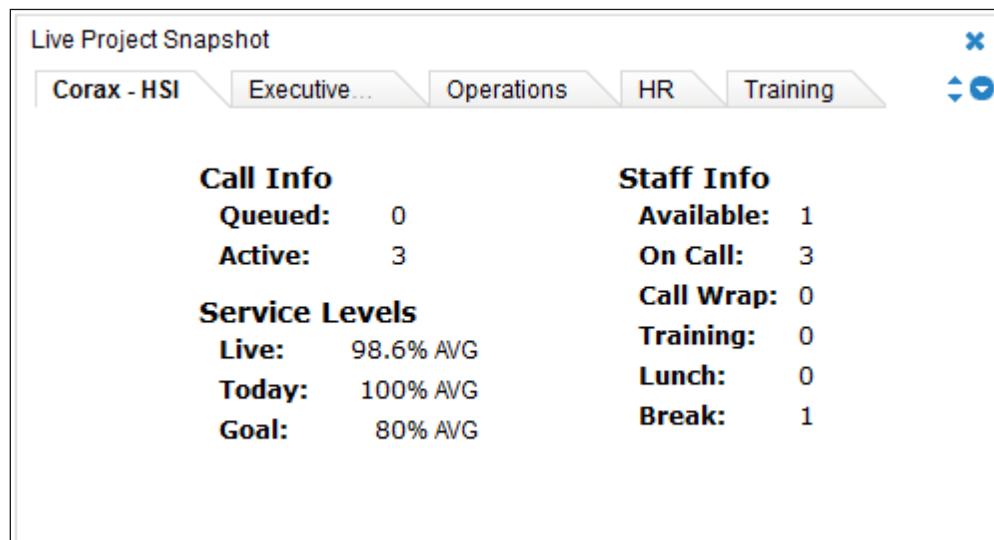 Live Project Snapshot
Corax - HSI Executive... Operations HR Training
Call Info
Queued: 0
Active: 3
Service Levels
Live: 98.6% AVG
Today: 100% AVG
Goal: 80% AVG
Staff Info
Available: 1
On Call: 3
Call Wrap: 0
Training: 0
Lunch: 0
Break: 1